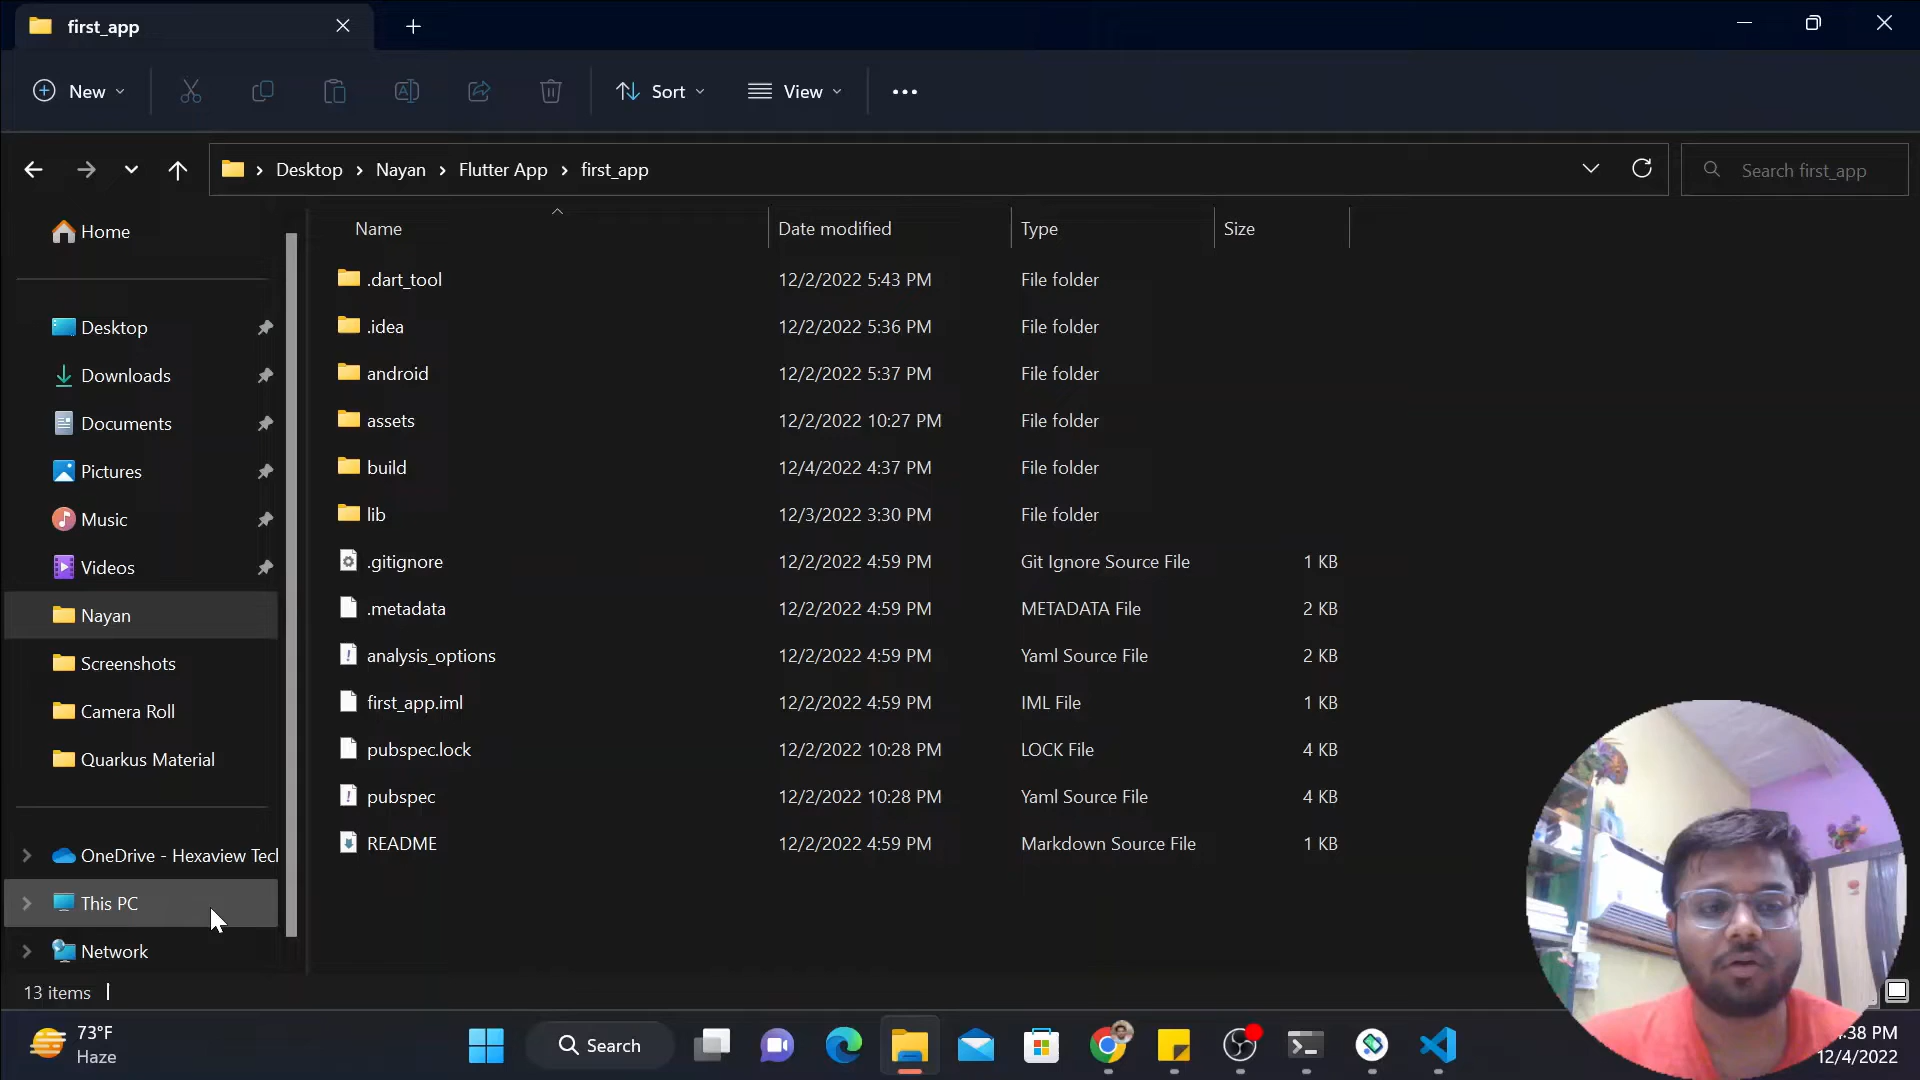 first_app
New
Sort
View
Desktop > Nayan > Flutter App > first_app
Search first_app
Home
Desktop
Downloads
Documents
Pictures
Music
Videos
Nayan
Screenshots
Camera Roll
Quarkus Material
OneDrive - Hexaview Tecl
This PC
Network
Name Date modified Type Size
.dart_tool 12/2/2022 5:43 PM File folder
.idea 12/2/2022 5:36 PM File folder
android 12/2/2022 5:37 PM File folder
assets 12/2/2022 10:27 PM File folder
build 12/4/2022 4:37 PM File folder
lib 12/3/2022 3:30 PM File folder
.gitignore 12/2/2022 4:59 PM Git Ignore Source File 1 KB
.metadata 12/2/2022 4:59 PM METADATA File 2 KB
analysis_options 12/2/2022 4:59 PM Yaml Source File 2 KB
first_app.iml 12/2/2022 4:59 PM IML File 1 KB
pubspec.lock 12/2/2022 10:28 PM LOCK File 4 KB
pubspec 12/2/2022 10:28 PM Yaml Source File 4 KB
README 12/2/2022 4:59 PM Markdown Source File 1 KB
13 items
73°F
Haze
Search
:38 PM
12/4/2022